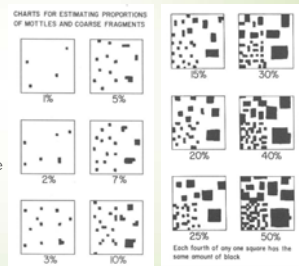 CHARTS FOR ESTIMATING PROPORTIONS
OF MOTTLES AND COARSE FRAGMENTS
1%
5%
2%
7%
3%
10%
15%
30%
20%
40%
25%
50%
Each fourth of any one square has the
same amount of black
e